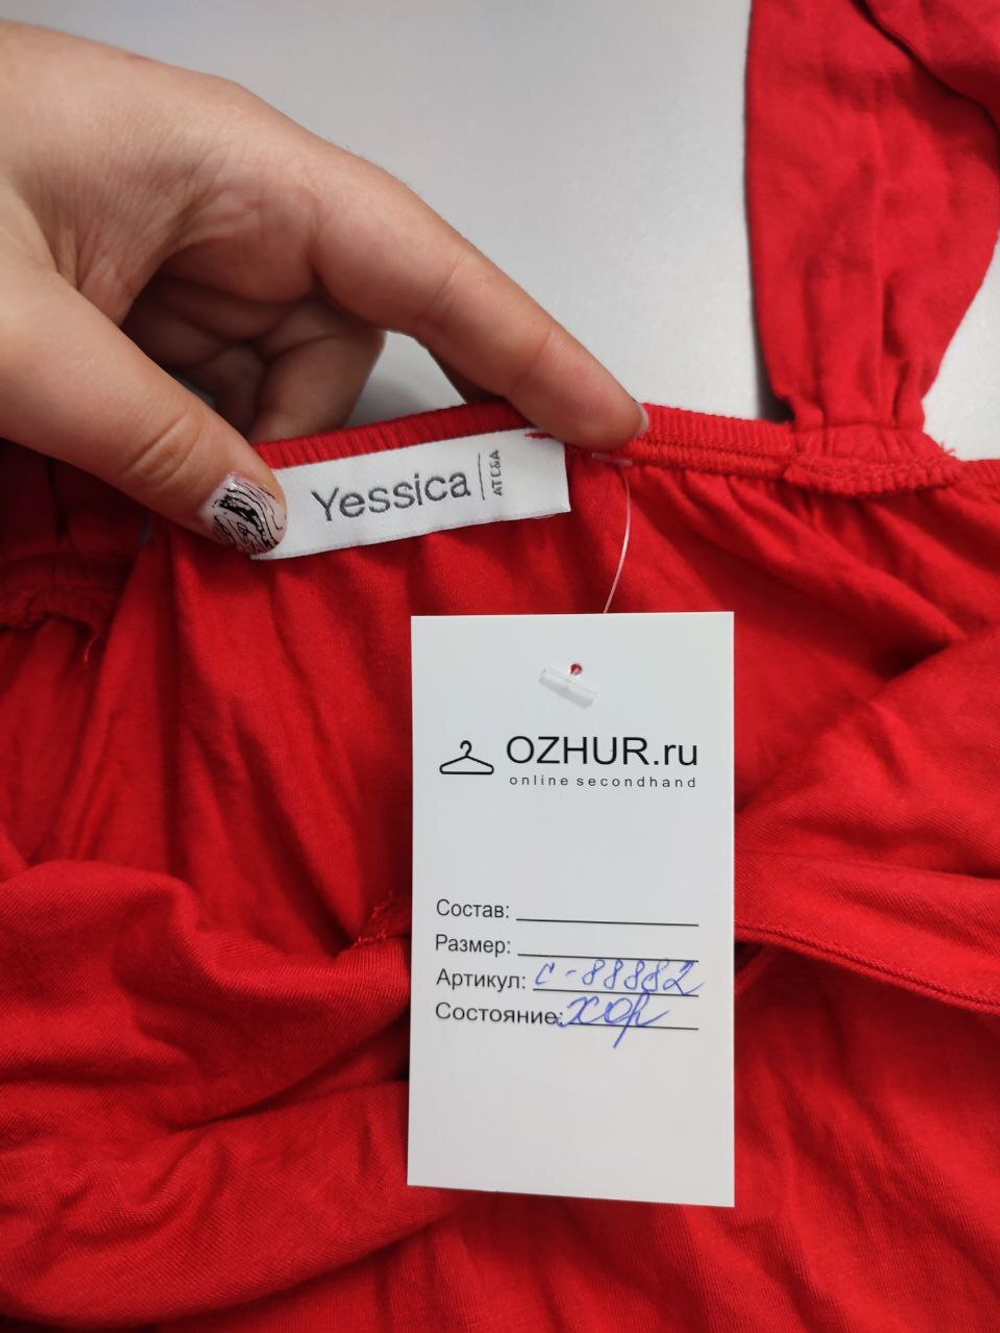 Yessica
AT C&A
OZHUR.ru
online secondhand
Состав:
Размер:
Артикул: с-88882
Состояние: хор